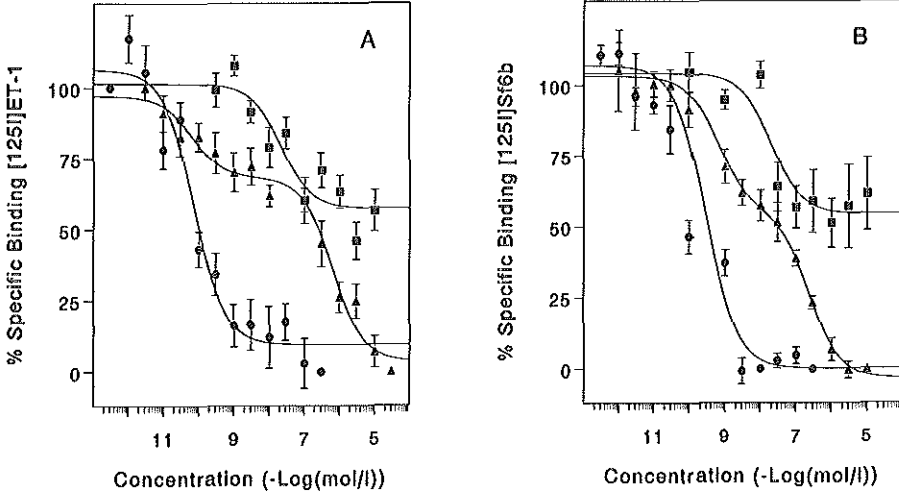 A
% Specific Binding [125I]ET-1
100
75
50
25
0
11 9 7 5
Concentration (-Log(mol/l))
B
% Specific Binding [125I]Sf6b
100
75
50
25
0
11 9 7 5
Concentration (-Log(mol/l))